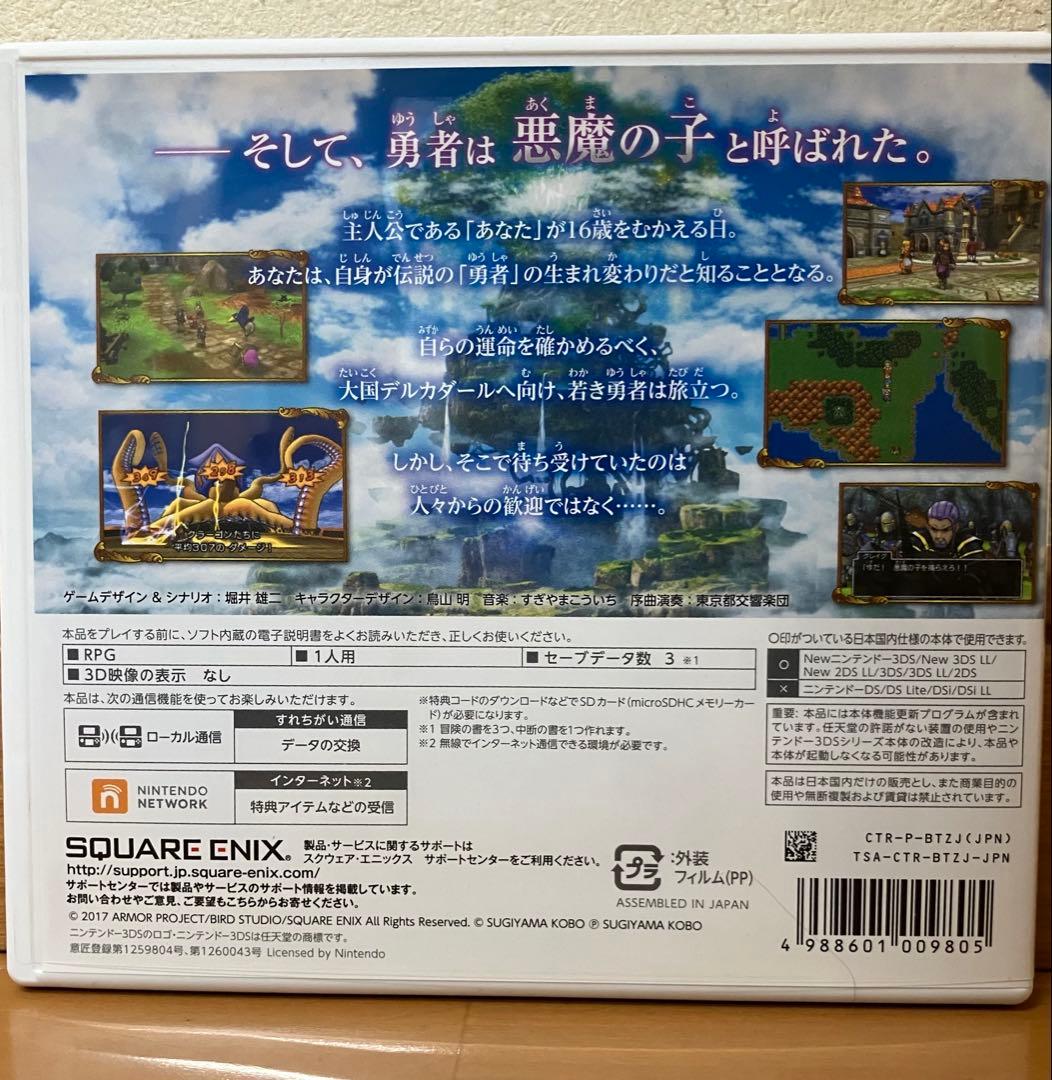 ――そして、勇者は悪魔の子と呼ばれた。
主人公である「あなた」が16歳をむかえる日。
あなたは、自身が伝説の「勇者」の生まれ変わりだと知ることとなる。
自らの運命を確かめるべく、
大国デルカダールへ向け、若き勇者は旅立つ。
しかし、そこで待ち受けていたのは
人々からの歓迎ではなく……。
298
313
クラーゴンたちに
平均307の ダメージ!
グレイグ
「今だ! 悪魔の子を捕らえろ!!
ゲームデザイン & シナリオ:堀井 雄二 キャラクターデザイン:鳥山 明 音楽:すぎやまこういち 序曲演奏:東京都交響楽団
本品をプレイする前に、ソフト内蔵の電子説明書をよくお読みいただき、正しくお使いください。
■RPG ■1人用 ■セーブデータ数 3 ※1
■3D映像の表示 なし
本品は、次の通信機能を使ってお楽しみいただけます。
ローカル通信
すれちがい通信
データの交換
NINTENDO
NETWORK
インターネット※2
特典アイテムなどの受信
※特典コードのダウンロードなどでSDカード(microSDHCメモリーカー
ド)が必要になります。
※1 冒険の書を3つ、中断の書を1つ作れます。
※2 無線でインターネット通信できる環境が必要です。
○印がついている日本国内仕様の本体で使用できます。
○ Newニンテンドー3DS/New 3DS LL/
New 2DS LL/3DS/3DS LL/2DS
× ニンテンドーDS/DS Lite/DSi/DSi LL
重要: 本品には本体機能更新プログラムが含まれ
ています。任天堂の許諾がない装置の使用やニン
テンドー3DSシリーズ本体の改造により、本品や
本体が起動しなくなる可能性があります。
本品は日本国内だけの販売とし、また商業目的の
使用や無断複製および賃貸は禁止されています。
SQUARE ENIX®
製品・サービスに関するサポートは
スクウェア・エニックス サポートセンターをご利用ください。
http://support.jp.square-enix.com/
サポートセンターでは製品やサービスのサポート情報を掲載しています。
お問い合わせやご意見、ご要望もこちらからお寄せください。
プラ
:外装
フィルム(PP)
ASSEMBLED IN JAPAN
CTR-P-BTZJ(JPN)
TSA-CTR-BTZJ-JPN
© 2017 ARMOR PROJECT/BIRD STUDIO/SQUARE ENIX All Rights Reserved. © SUGIYAMA KOBO ℗ SUGIYAMA KOBO
ニンテンドー3DSのロゴ・ニンテンドー3DSは任天堂の商標です。
意匠登録第1259804号、第1260043号 Licensed by Nintendo
4 988601 009805